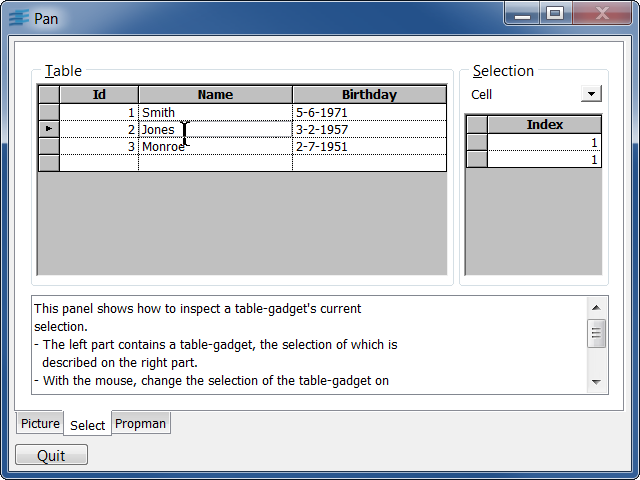 Pan
Table
Id Name Birthday
1 Smith 5-6-1971
2 Jones 3-2-1957
3 Monroe 2-7-1951
Selection
Cell
Index
1
1
This panel shows how to inspect a table-gadget's current
selection.
- The left part contains a table-gadget, the selection of which is
described on the right part.
- With the mouse, change the selection of the table-gadget on
Picture Select Propman
Quit